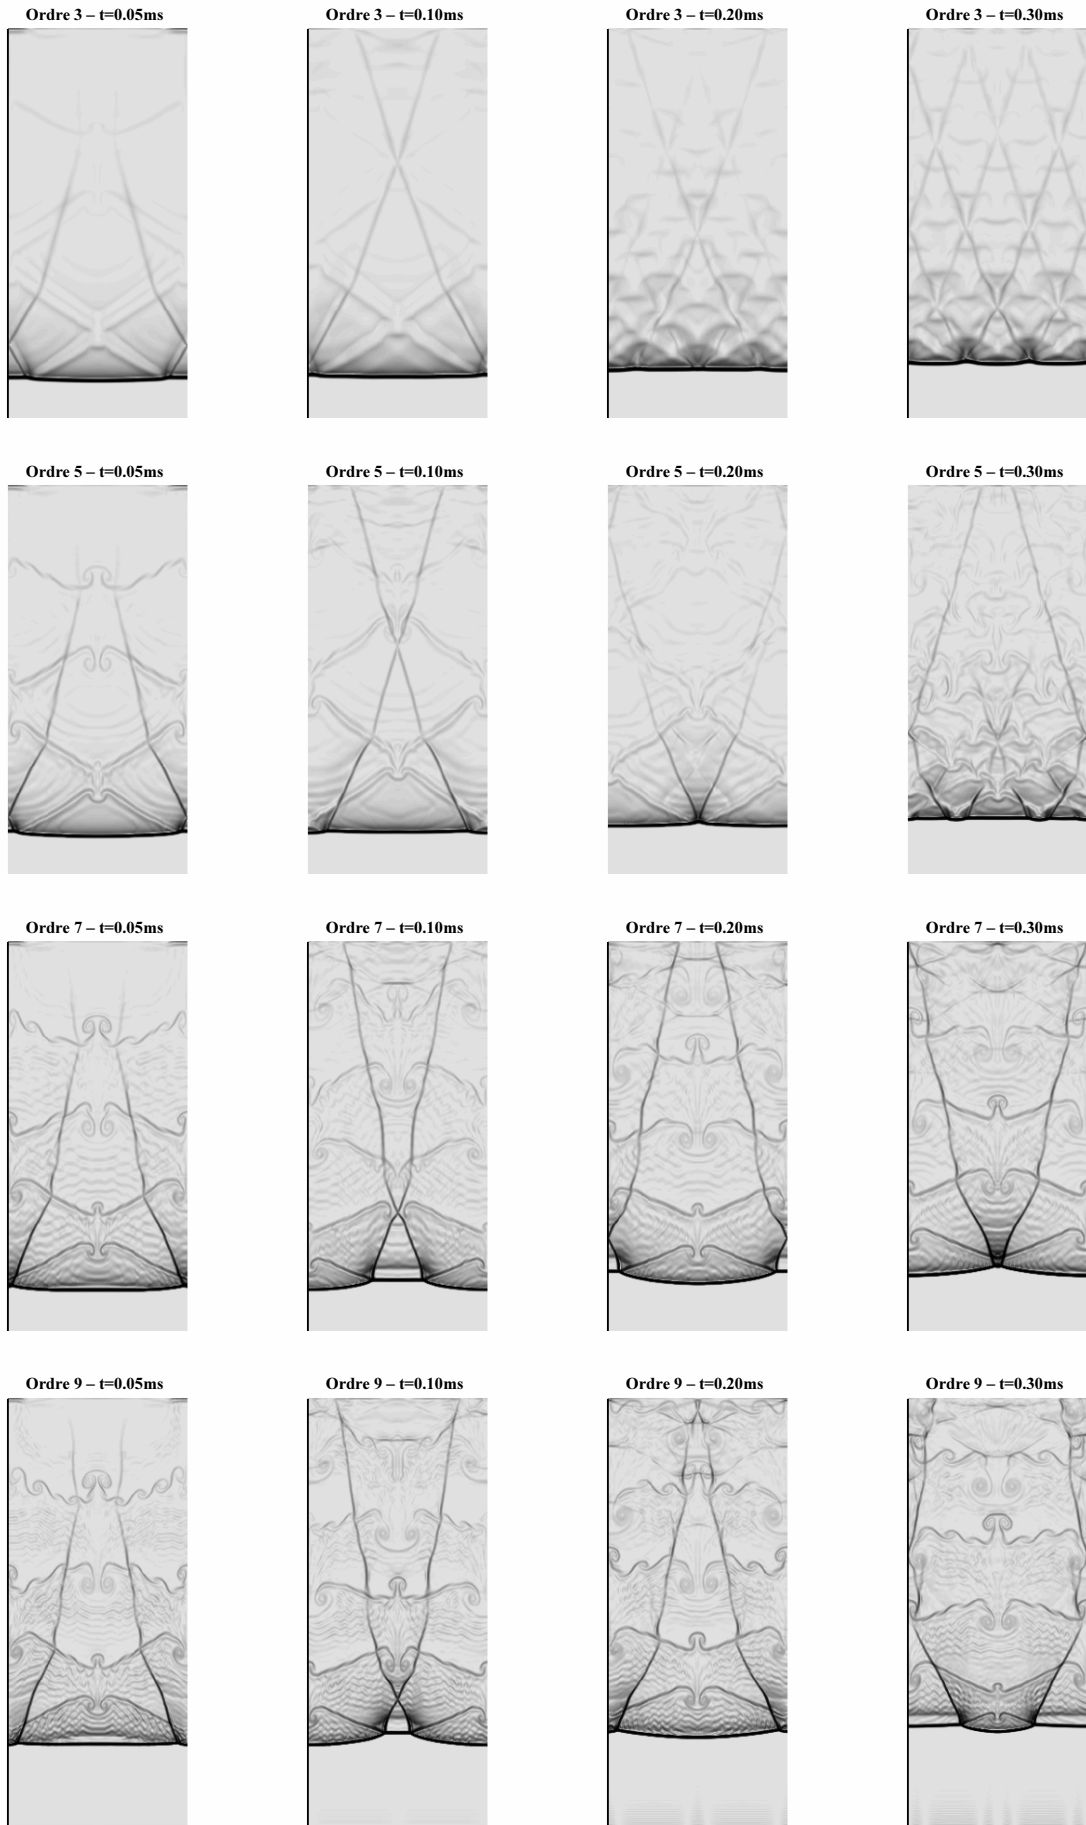 Ordre 3 – t=0.05ms
Ordre 3 – t=0.10ms
Ordre 3 – t=0.20ms
Ordre 3 – t=0.30ms
Ordre 5 – t=0.05ms
Ordre 5 – t=0.10ms
Ordre 5 – t=0.20ms
Ordre 5 – t=0.30ms
Ordre 7 – t=0.05ms
Ordre 7 – t=0.10ms
Ordre 7 – t=0.20ms
Ordre 7 – t=0.30ms
Ordre 9 – t=0.05ms
Ordre 9 – t=0.10ms
Ordre 9 – t=0.20ms
Ordre 9 – t=0.30ms